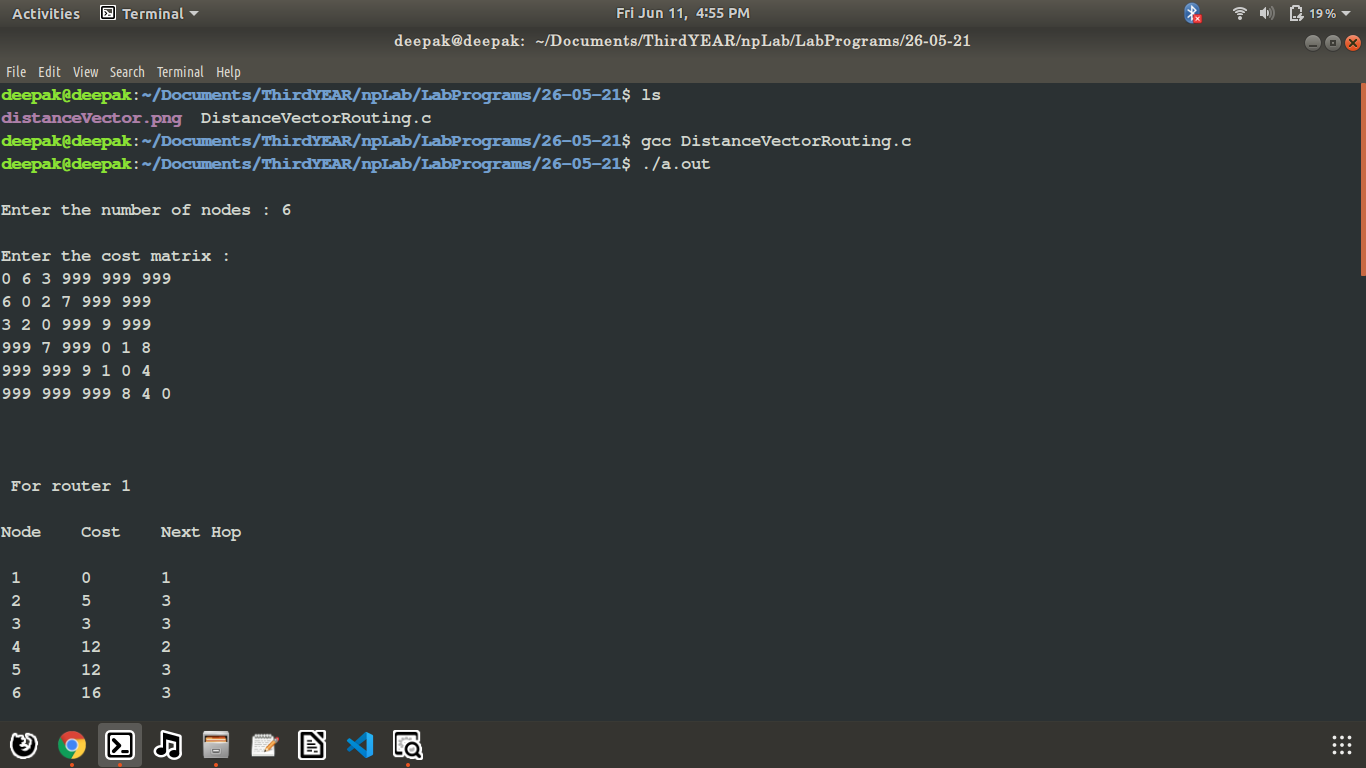 Activities Terminal Fri Jun 11, 4:55 PM 19%
deepak@deepak: ~/Documents/ThirdYEAR/npLab/LabPrograms/26-05-21
File Edit View Search Terminal Help
deepak@deepak:~/Documents/ThirdYEAR/npLab/LabPrograms/26-05-21$ ls
distanceVector.png DistanceVectorRouting.c
deepak@deepak:~/Documents/ThirdYEAR/npLab/LabPrograms/26-05-21$ gcc DistanceVectorRouting.c
deepak@deepak:~/Documents/ThirdYEAR/npLab/LabPrograms/26-05-21$ ./a.out
Enter the number of nodes : 6
Enter the cost matrix :
0 6 3 999 999 999
6 0 2 7 999 999
3 2 0 999 9 999
999 7 999 0 1 8
999 999 9 1 0 4
999 999 999 8 4 0
For router 1
Node Cost Next Hop
1 0 1
2 5 3
3 3 3
4 12 2
5 12 3
6 16 3